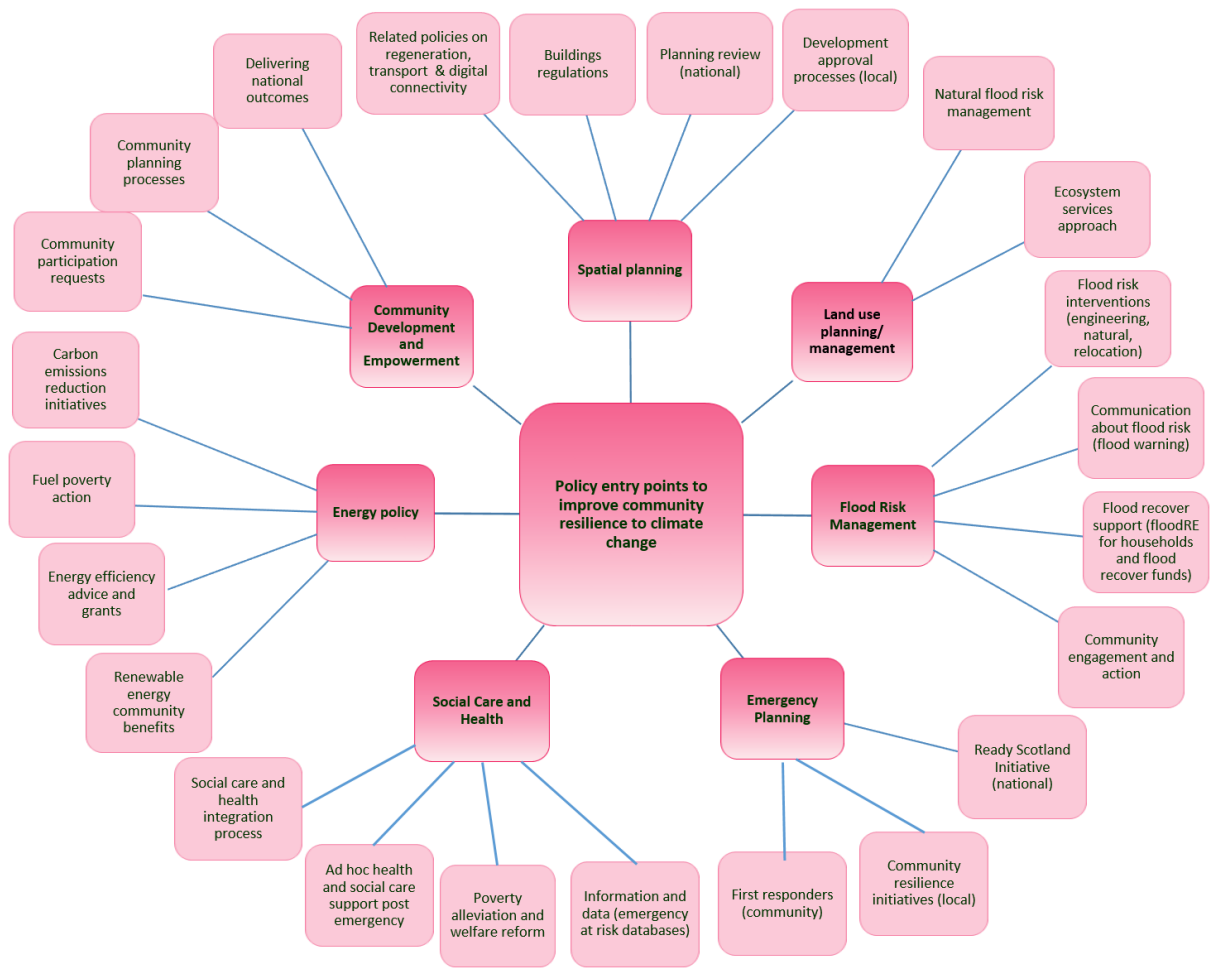 Related policies on
regeneration,
transport & digital
connectivity
Buildings
regulations
Planning review
(national)
Development
approval
processes (local)
Delivering
national
outcomes
Natural flood risk
management
Community
planning
processes
Ecosystem
services
approach
Community
participation
requests
Spatial planning
Community
Development and
and
Empowerment
Land use
planning/
management
Flood risk
interventions
(engineering,
natural,
relocation)
Carbon
emissions
reduction
initiatives
Communication
about flood risk
(flood warning)
Fuel poverty
action
Energy policy
Policy entry points to
improve community
resilience to climate
change
Flood Risk
Management
Flood recover
support (floodRE
for households
and flood
recover funds)
Energy efficiency
advice and
grants
Community
engagement and
action
Renewable
energy
community
benefits
Social Care and
Health
Emergency
Planning
Ready Scotland
Initiative
(national)
Social care and
health
integration
process
Ad hoc health
and social care
support post
emergency
Poverty
alleviation and
welfare reform
Information and
data (emergency
at risk databases)
First responders
(community)
Community
resilience
initiatives (local)